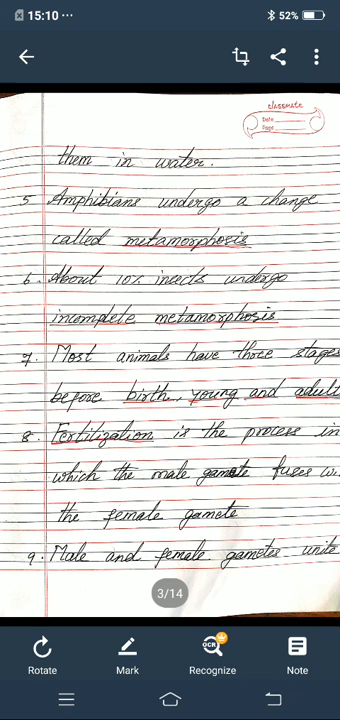 15:10 ...
52%
classmate
Date
Page
them in water.
5 Amphibians undergo a change
called metamorphosis
6. About 10% insects undergo
incomplete metamorphosis
7. Most animals have three stages
before birth, young and adult
8. Fertilization is the process in
which the male gamete fuses wi
the female gamete
9. Male and female gametes unite
3/14
OCR
Rotate
Mark
Recognize
Note